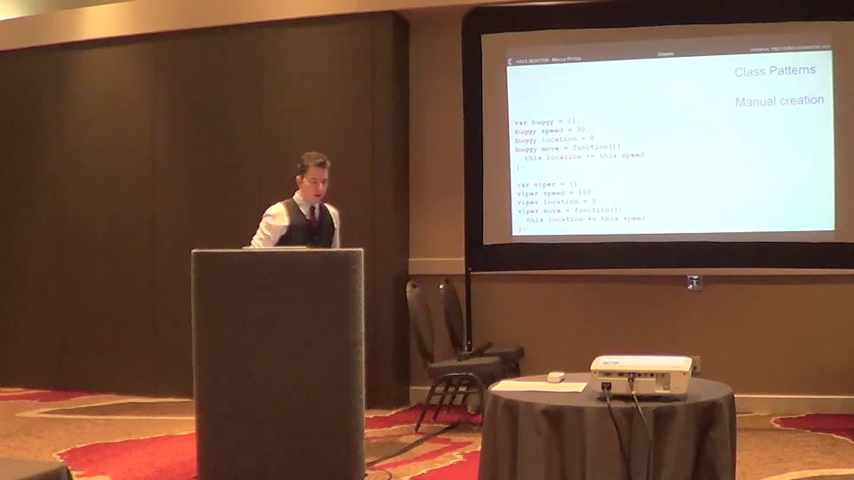 HACK REACTOR Marcus Phillips
Classes
Class Patterns
Manual creation
var buggy = {}
buggy speed = 30
buggy location = 0
buggy move = function(){
this location += this speed
}
var viper = {}
viper speed = 100
viper location = 0
viper move = function(){
this location += this speed
};